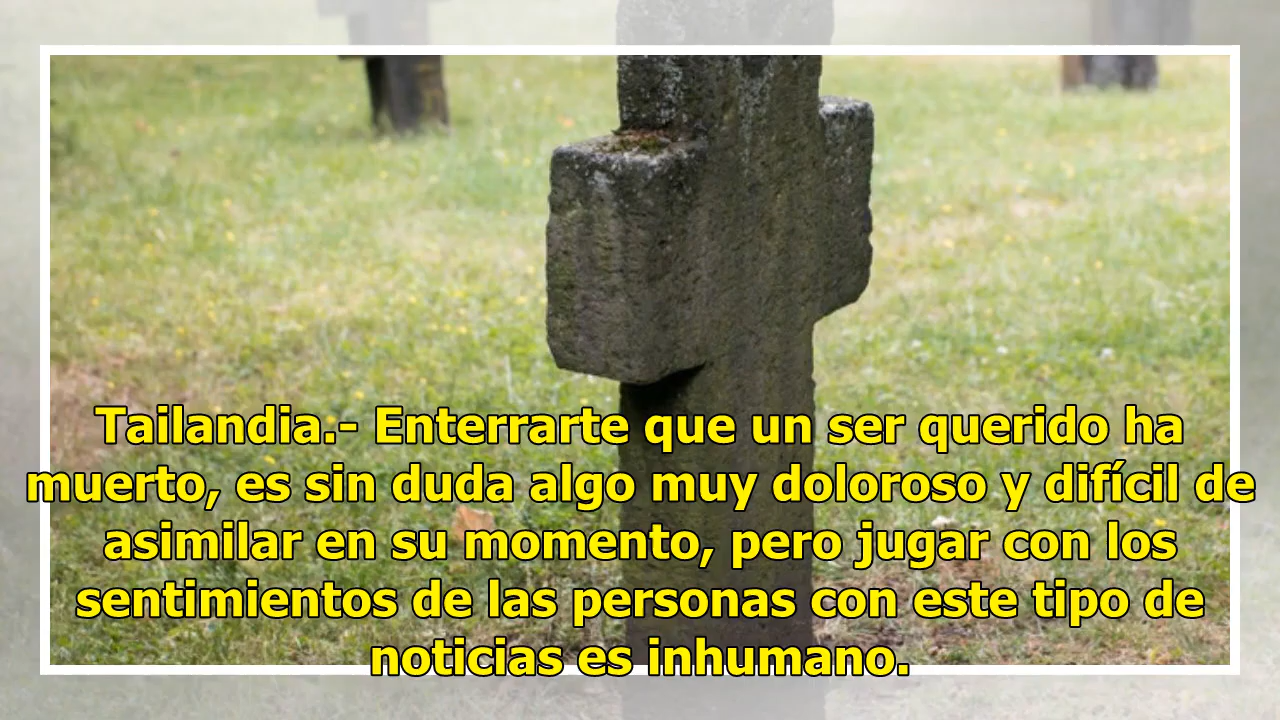 Tailandia.- Enterrarte que un ser querido ha
muerto, es sin duda algo muy doloroso y difícil de
asimilar en su momento, pero jugar con los
sentimientos de las personas con este tipo de
noticias es inhumano.